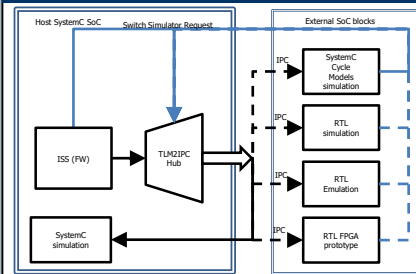 Host SystemC SoC
Switch Simulator Request
External SoC blocks
IPC
SystemC
Cycle
Models
simulation
IPC
RTL
simulation
ISS (FW)
TLM2IPC
Hub
IPC
RTL
Emulation
SystemC
simulation
IPC
RTL FPGA
prototype